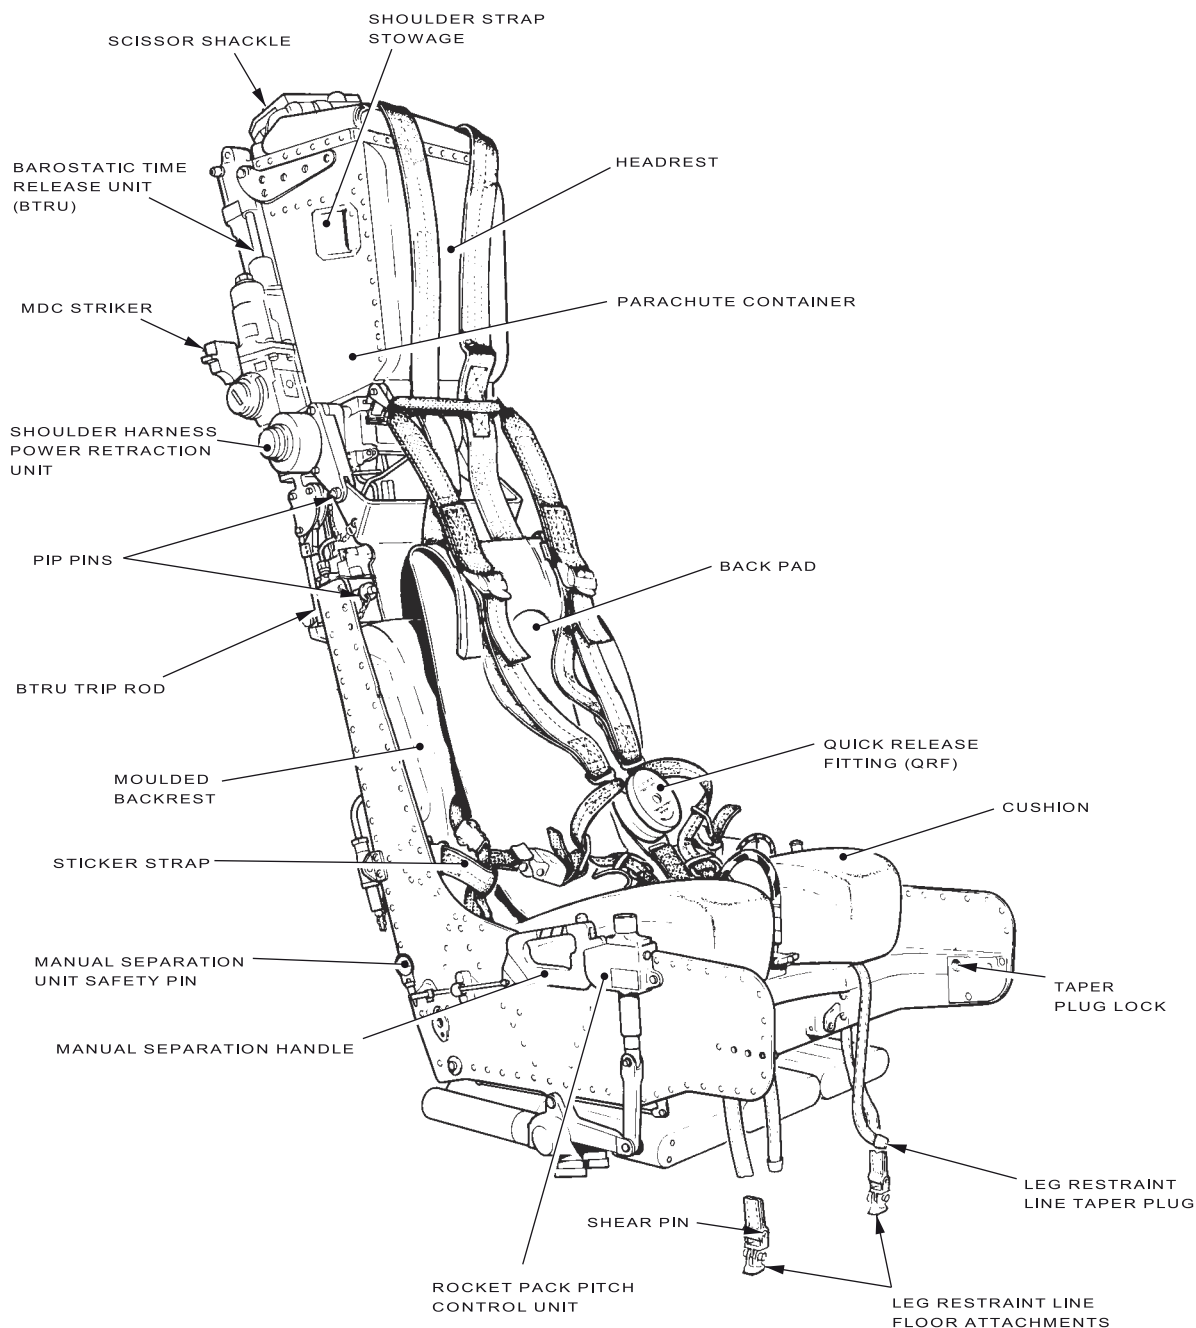 SHOULDER STRAP
STOWAGE
SCISSOR SHACKLE
HEADREST
BAROSTATIC TIME
RELEASE UNIT
(BTRU)
MDC STRIKER
PARACHUTE CONTAINER
SHOULDER HARNESS
POWER RETRACTION
UNIT
PIP PINS
BACK PAD
BTRU TRIP ROD
QUICK RELEASE
FITTING (QRF)
MOULDED
BACKREST
CUSHION
STICKER STRAP
MANUAL SEPARATION
UNIT SAFETY PIN
TAPER
PLUG LOCK
MANUAL SEPARATION HANDLE
LEG RESTRAINT
LINE TAPER PLUG
SHEAR PIN
ROCKET PACK PITCH
CONTROL UNIT
LEG RESTRAINT LINE
FLOOR ATTACHMENTS